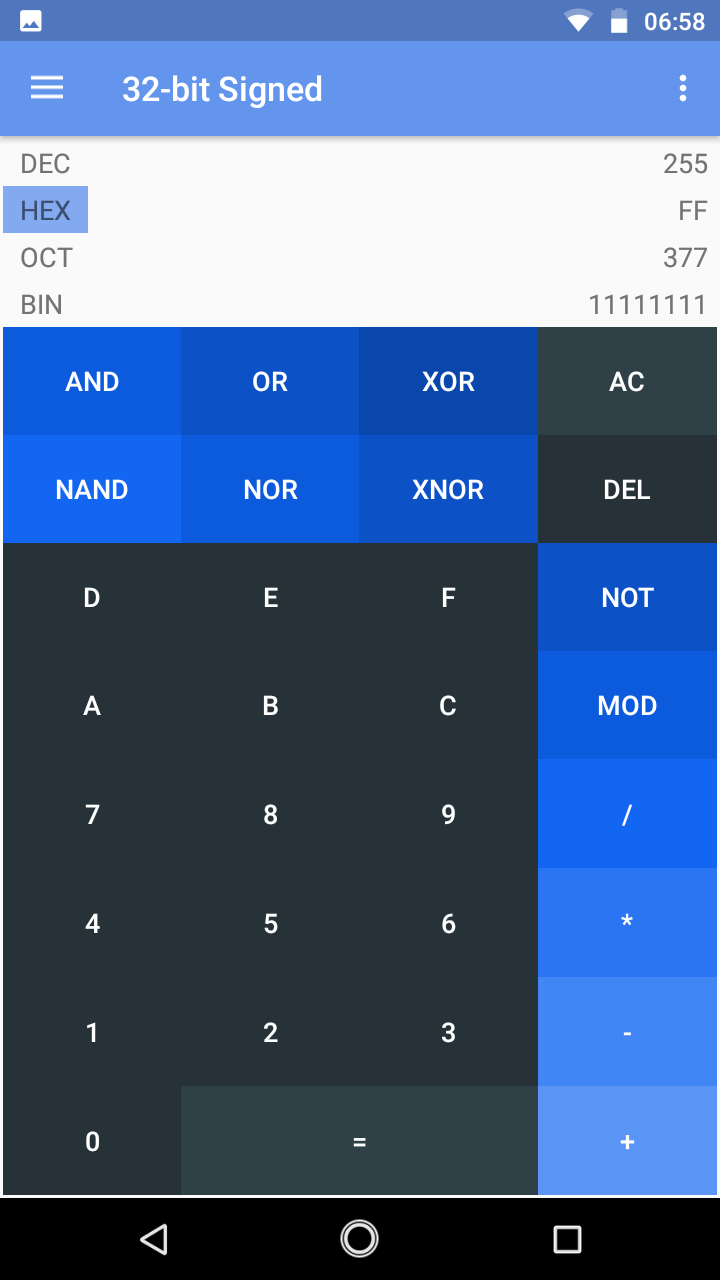 06:58
32-bit Signed
DEC 255
HEX FF
OCT 377
BIN 11111111
AND OR XOR AC
NAND NOR XNOR DEL
D E F NOT
A B C MOD
7 8 9 /
4 5 6 *
1 2 3 -
0 = +